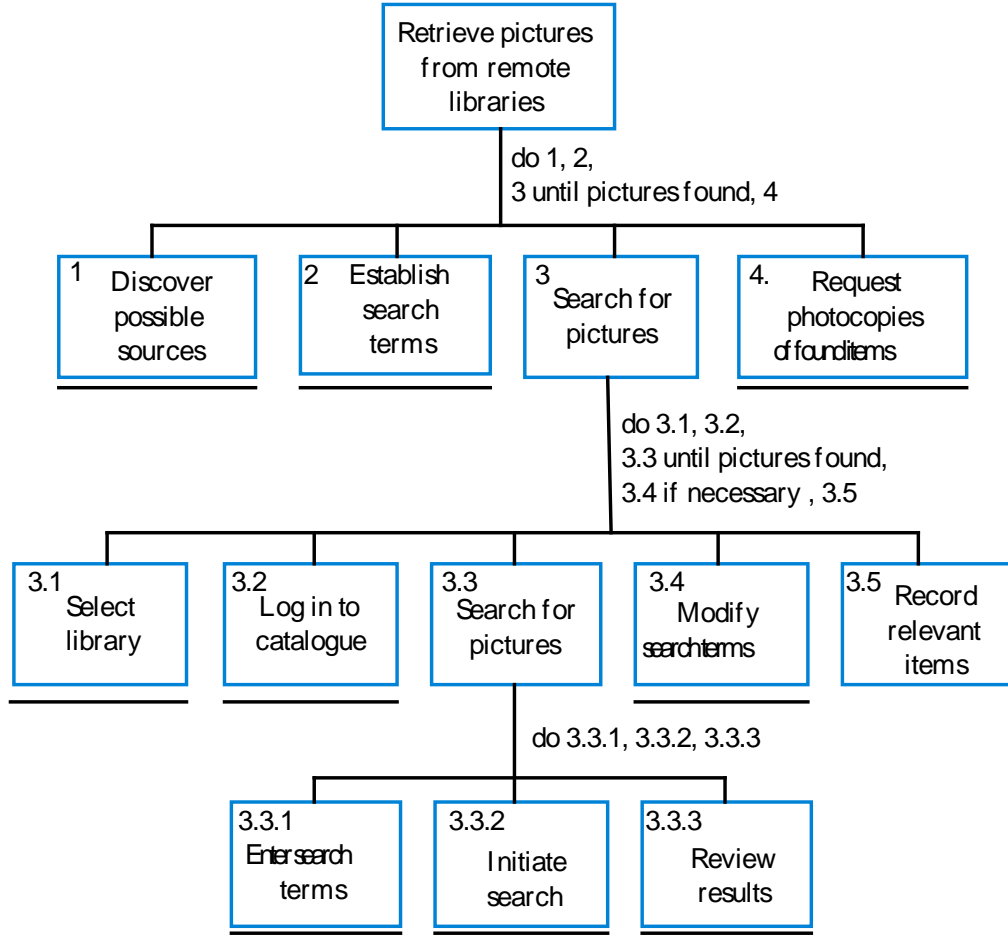 Retrieve pictures
from remote
libraries
do 1, 2,
3 until pictures found, 4
1
Discover
possible
sources
2
Establish
search
terms
3
Search for
pictures
4.
Request
photocopies
of found items
do 3.1, 3.2,
3.3 until pictures found,
3.4 if necessary , 3.5
3.1
Select
library
3.2
Log in to
catalogue
3.3
Search for
pictures
3.4
Modify
search terms
3.5
Record
relevant
items
do 3.3.1, 3.3.2, 3.3.3
3.3.1
Enter search
terms
3.3.2
Initiate
search
3.3.3
Review
results